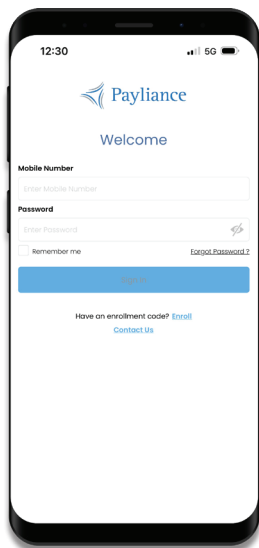 12:30 5G
Payliance
Welcome
Mobile Number
Enter Mobile Number
Password
Enter Password
Remember me Forgot Password ?
Have an enrollment code? Enroll
Contact Us